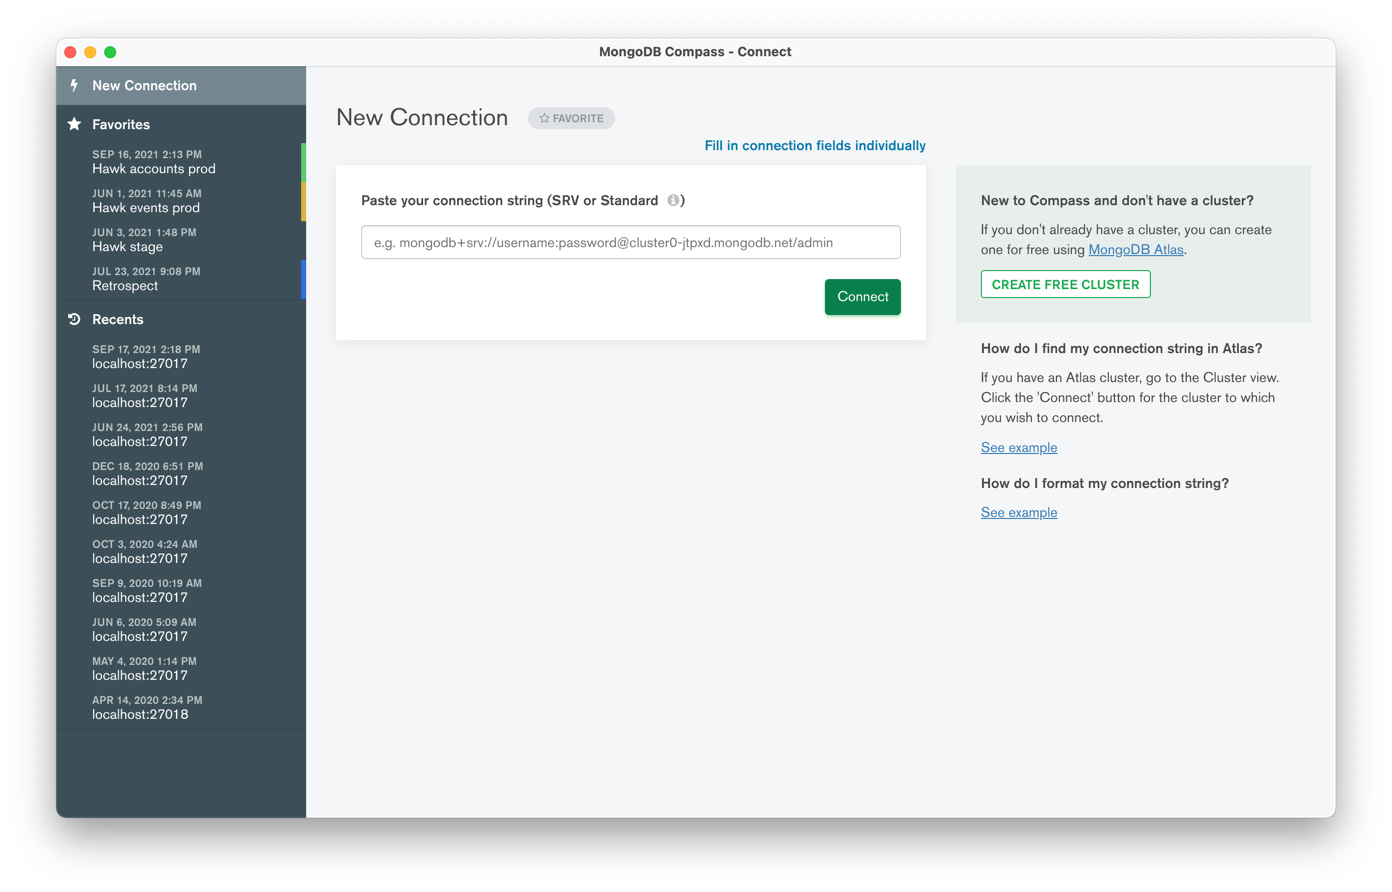 MongoDB Compass - Connect
New Connection
Favorites
SEP 16, 2021 2:13 PM
Hawk accounts prod
JUN 1, 2021 11:45 AM
Hawk events prod
JUN 3, 2021 1:48 PM
Hawk stage
JUL 23, 2021 9:08 PM
Retrospect
Recents
SEP 17, 2021 2:18 PM
localhost:27017
JUL 17, 2021 8:14 PM
localhost:27017
JUN 24, 2021 2:56 PM
localhost:27017
DEC 18, 2020 6:51 PM
localhost:27017
OCT 17, 2020 8:49 PM
localhost:27017
OCT 3, 2020 4:24 AM
localhost:27017
SEP 9, 2020 10:19 AM
localhost:27017
JUN 6, 2020 5:09 AM
localhost:27017
MAY 4, 2020 1:14 PM
localhost:27017
APR 14, 2020 2:34 PM
localhost:27018
New Connection
FAVORITE
Fill in connection fields individually
Paste your connection string (SRV or Standard )
e.g. mongodb+srv://username:password@cluster0-jtpxd.mongodb.net/admin
Connect
New to Compass and don't have a cluster?
If you don't already have a cluster, you can create
one for free using MongoDB Atlas.
CREATE FREE CLUSTER
How do I find my connection string in Atlas?
If you have an Atlas cluster, go to the Cluster view.
Click the 'Connect' button for the cluster to which
you wish to connect.
See example
How do I format my connection string?
See example